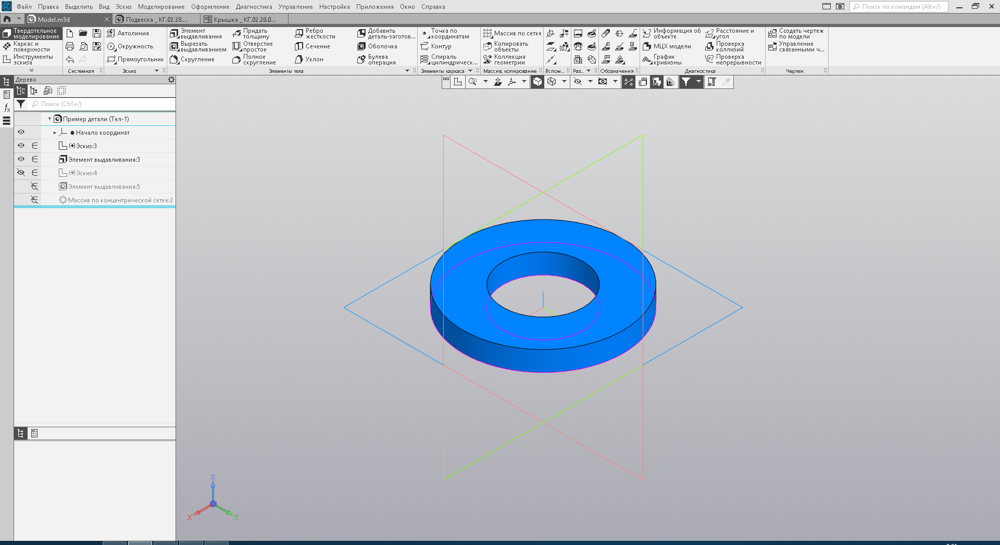 Файл Правка Выделить Вид Эскиз Моделирование Оформление Диагностика Управление Настройка Приложения Окно Справка Поиск по командам (Alt+/)
Model.m3d Подвеска _ КГ.02.28.... Крышка _ КГ.02.28.0...
Твердотельное моделирование
Каркас и поверхности
Инструменты эскиза
Системная
Автолиния
Окружность
Прямоугольник
Эскиз
Элемент выдавливания
Вырезать выдавливанием
Скругление
Придать толщину
Отверстие простое
Полное скругление
Ребро жесткости
Сечение
Уклон
Добавить деталь-заготов...
Оболочка
Булева операция
Элементы тела
Точка по координатам
Контур
Спираль цилиндрическ...
Элементы каркаса
Массив по сетке
Копировать объекты
Коллекция геометрии
Массив, копирование
Вспом...
Раз...
Обозначения
Информация об объекте
МЦХ модели
График кривизны
Расстояние и угол
Проверка коллизий
Проверка непрерывности
Диагностика
Создать чертеж по модели
Управление связанными ч...
Чертеж
Дерево
Поиск (Ctrl+/)
Пример детали (Тел-1)
Начало координат
(+)Эскиз:3
Элемент выдавливания:3
(+)Эскиз:4
Элемент выдавливания:5
Массив по концентрической сетке:2
fx
Z
X
Y